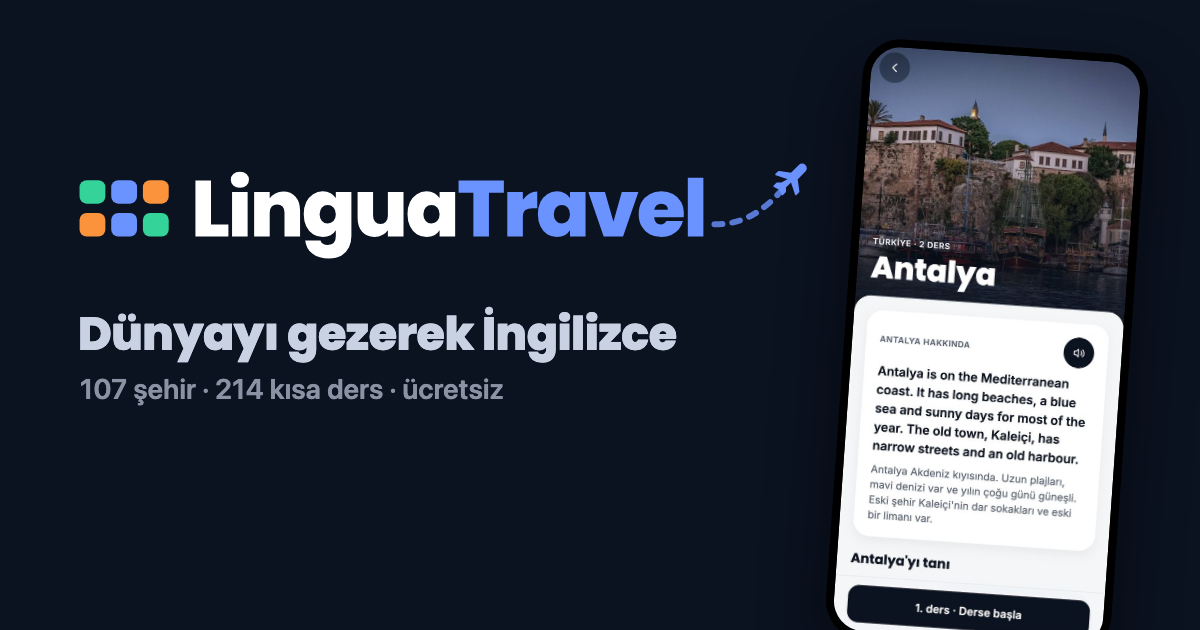 LinguaTravel
Dünyayı gezerek İngilizce
107 şehir · 214 kısa ders · ücretsiz
TÜRKİYE · 2 DERS
Antalya
ANTALYA HAKKINDA
Antalya is on the Mediterranean
coast. It has long beaches, a blue
sea and sunny days for most of the
year. The old town, Kaleiçi, has
narrow streets and an old harbour.
Antalya Akdeniz kıyısında. Uzun plajları,
mavi denizi var ve yılın çoğu günü güneşli.
Eski şehir Kaleiçi'nin dar sokakları ve eski
bir limanı var.
Antalya'yı tanı
1. ders · Derse başla